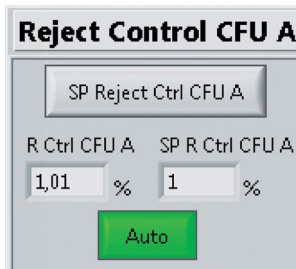 Reject Control CFU A
SP Reject Ctrl CFU A
R Ctrl CFU A SP R Ctrl CFU A
1,01 % 1 %
Auto